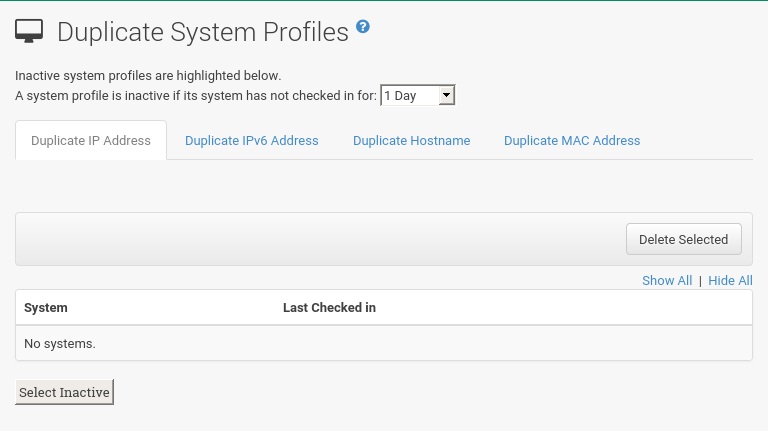 Duplicate System Profiles ?
Inactive system profiles are highlighted below.
A system profile is inactive if its system has not checked in for: 1 Day
Duplicate IP Address Duplicate IPv6 Address Duplicate Hostname Duplicate MAC Address
Delete Selected
Show All | Hide All
System Last Checked in
No systems.
Select Inactive